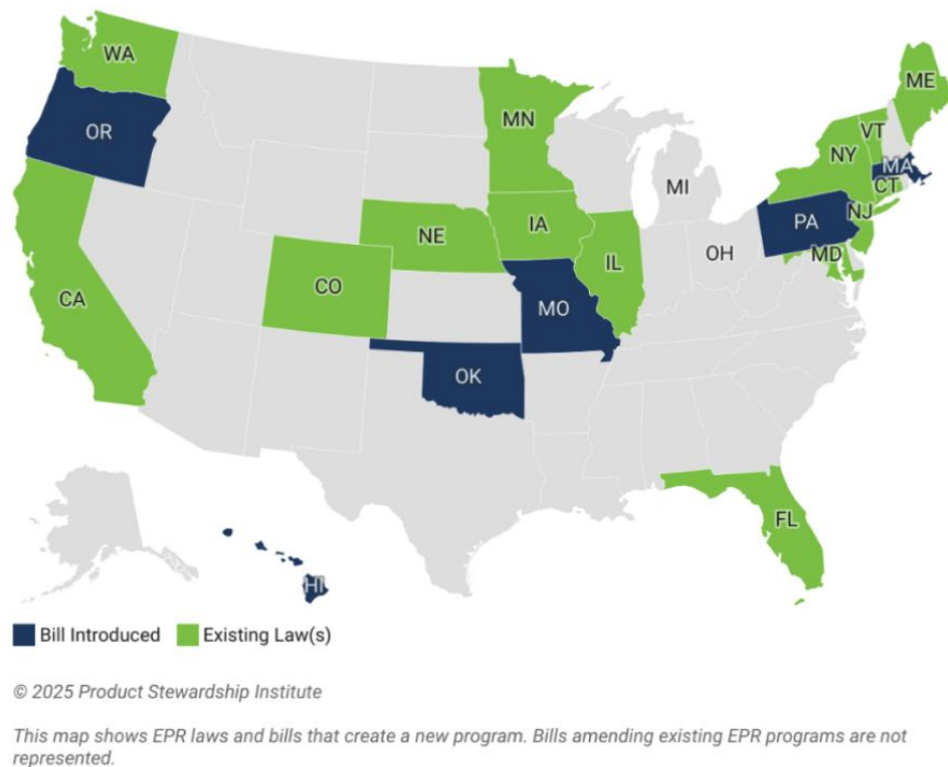 WA
OR
CA
CO
NE
MN
IA
MO
OK
IL
MI
OH
FL
PA
NY
VT
ME
MA
CT
NJ
MD
HI
Bill Introduced
Existing Law(s)
© 2025 Product Stewardship Institute
This map shows EPR laws and bills that create a new program. Bills amending existing EPR programs are not
represented.